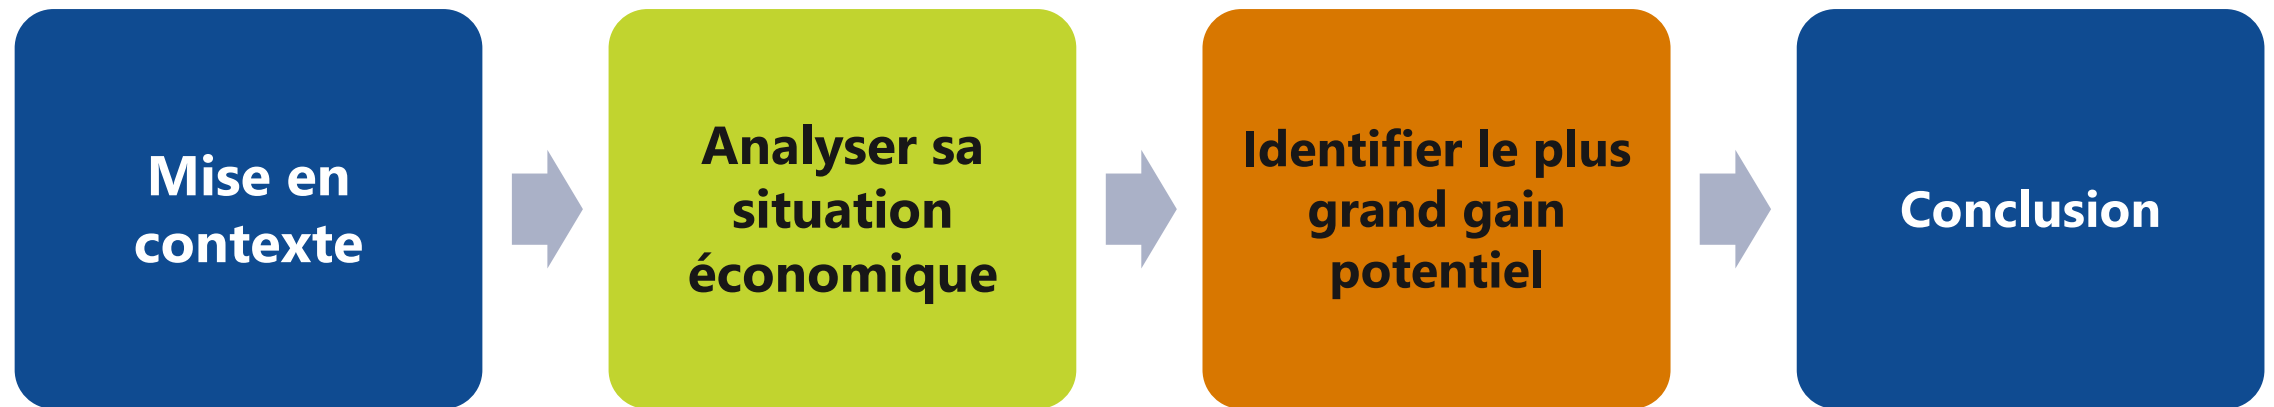 Mise en
contexte
Analyser sa
situation
économique
Identifier le plus
grand gain
potentiel
Conclusion